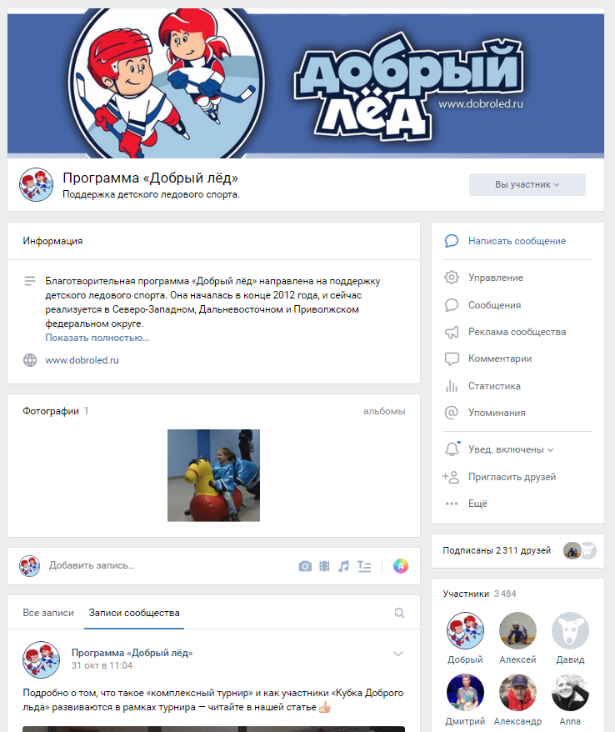 добрый
лёд
www.dobroled.ru
Программа «Добрый лёд»
Поддержка детского ледового спорта.
Вы участник
Информация
Благотворительная программа «Добрый лёд» направлена на поддержку
детского ледового спорта. Она началась в конце 2012 года, и сейчас
реализуется в Северо-Западном, Дальневосточном и Приволжском
федеральном округе.
Показать полностью...
www.dobroled.ru
Фотографии 1
альбомы
Добавить запись...
Все записи
Записи сообщества
Программа «Добрый лёд»
31 окт в 11:04
Подробно о том, что такое «комплексный турнир» и как участники «Кубка Доброго
льда» развиваются в рамках турнира — читайте в нашей статье 👍
Написать сообщение
Управление
Сообщения
Реклама сообщества
Комментарии
Статистика
Упоминания
Увед. включены
Пригласить друзей
Ещё
Подписаны 2 311 друзей
Участники 3 484
Добрый Алексей Давид
Дмитрий Александр Anna